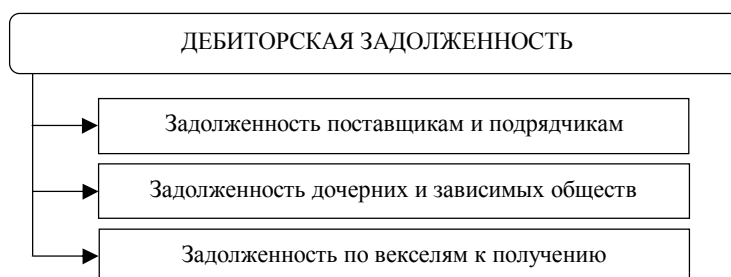 ДЕБИТОРСКАЯ ЗАДОЛЖЕННОСТЬ
Задолженность поставщикам и подрядчикам
Задолженность дочерних и зависимых обществ
Задолженность по векселям к получению